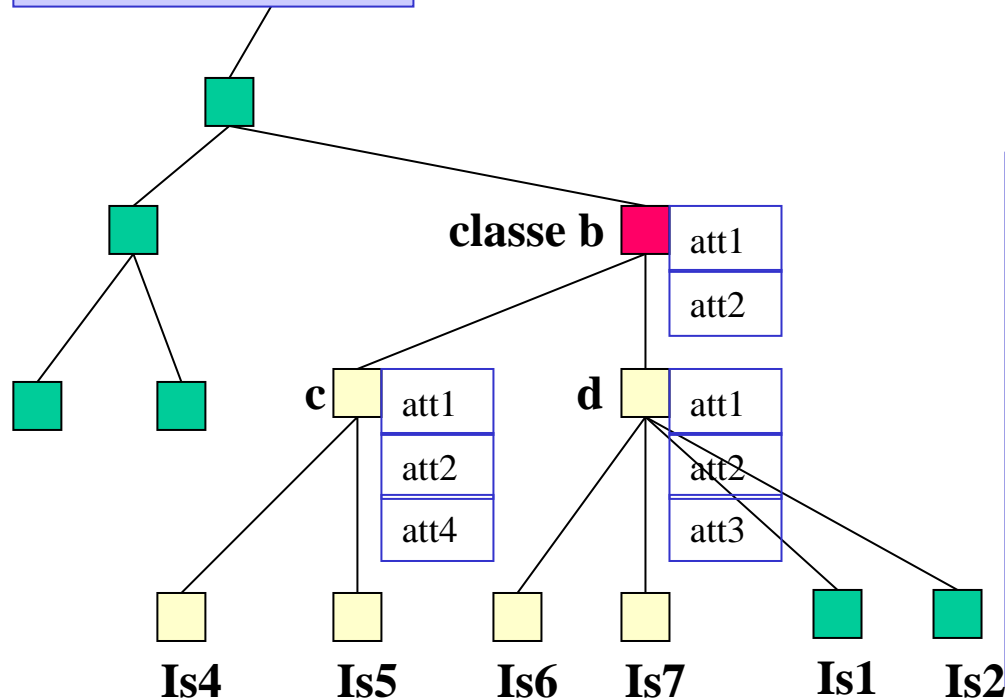 classe b
att1
att2
c
att1
att2
att4
d
att1
att2
att3
Is4 Is5 Is6 Is7 Is1 Is2